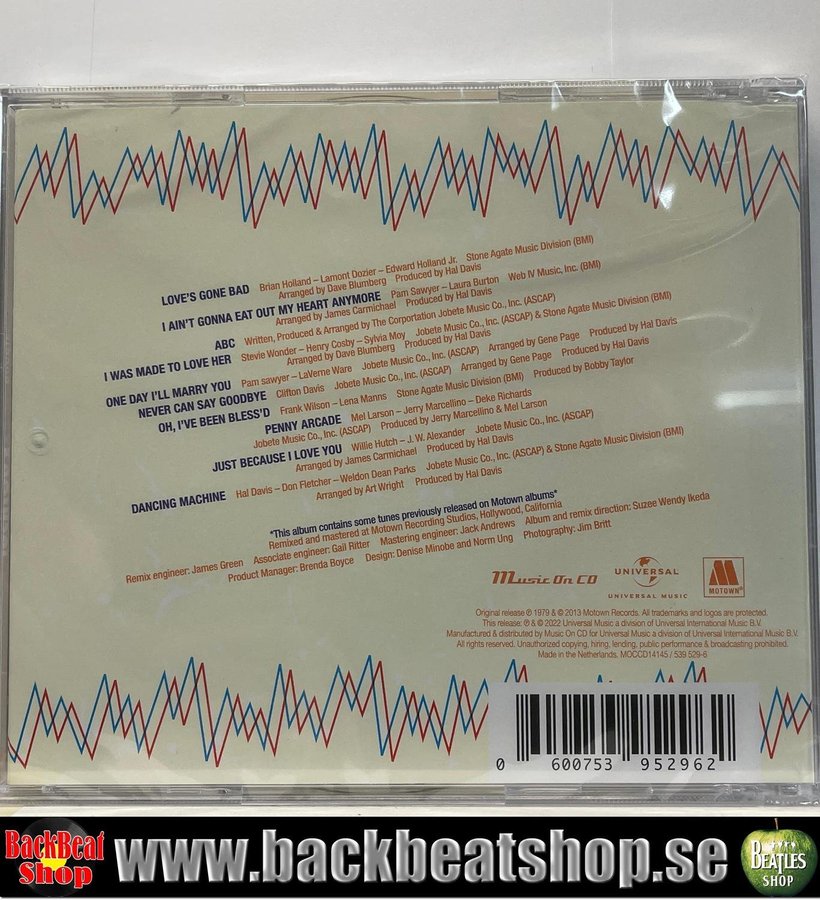 LOVE'S GONE BAD Brian Holland – Lamont Dozier – Edward Holland Jr. Stone Agate Music Division (BMI)
Arranged by Dave Blumberg Produced by Hal Davis
I AIN'T GONNA EAT OUT MY HEART ANYMORE Pam Sawyer – Laura Burton Web IV Music, Inc. (BMI)
Arranged by James Carmichael Produced by Hal Davis
ABC Written, Produced & Arranged by The Corportation Jobete Music Co., Inc. (ASCAP)
I WAS MADE TO LOVE HER Stevie Wonder – Henry Cosby – Sylvia Moy Jobete Music Co., Inc. (ASCAP) & Stone Agate Music Division (BMI)
Arranged by Dave Blumberg Produced by Hal Davis
ONE DAY I'LL MARRY YOU Pam sawyer – LaVerne Ware Jobete Music Co., Inc. (ASCAP) Arranged by Gene Page Produced by Hal Davis
NEVER CAN SAY GOODBYE Clifton Davis Jobete Music Co., Inc. (ASCAP) Arranged by Gene Page Produced by Hal Davis
OH, I'VE BEEN BLESS'D Frank Wilson – Lena Manns Stone Agate Music Division (BMI) Produced by Bobby Taylor
PENNY ARCADE Mel Larson – Jerry Marcellino – Deke Richards
Jobete Music Co., Inc. (ASCAP) Produced by Jerry Marcellino & Mel Larson
JUST BECAUSE I LOVE YOU Willie Hutch – J. W. Alexander Jobete Music Co., Inc. (ASCAP)
Arranged by James Carmichael Produced by Hal Davis
DANCING MACHINE Hal Davis – Don Fletcher – Weldon Dean Parks Jobete Music Co., Inc. (ASCAP) & Stone Agate Music Division (BMI)
Arranged by Art Wright Produced by Hal Davis
*This album contains some tunes previously released on Motown albums*
Remixed and mastered at Motown Recording Studios, Hollywood, California
Remix engineer: James Green Associate engineer: Gail Ritter Mastering engineer: Jack Andrews Album and remix direction: Suzee Wendy Ikeda
Product Manager: Brenda Boyce Design: Denise Minobe and Norm Ung Photography: Jim Britt
Music On CD
UNIVERSAL
UNIVERSAL MUSIC
MOTOWN®
Original release ℗ 1979 & © 2013 Motown Records. All trademarks and logos are protected.
This release: ℗ & © 2022 Universal Music a division of Universal International Music B.V.
Manufactured & distributed by Music On CD for Universal Music a division of Universal International Music B.V.
All rights reserved. Unauthorized copying, hiring, lending, public performance & broadcasting prohibited.
Made in the Netherlands. MOCCD14145 / 539 529-6
0 600753 952962
BackBeat
Shop
www.backbeatshop.se
BEATLES
SHOP